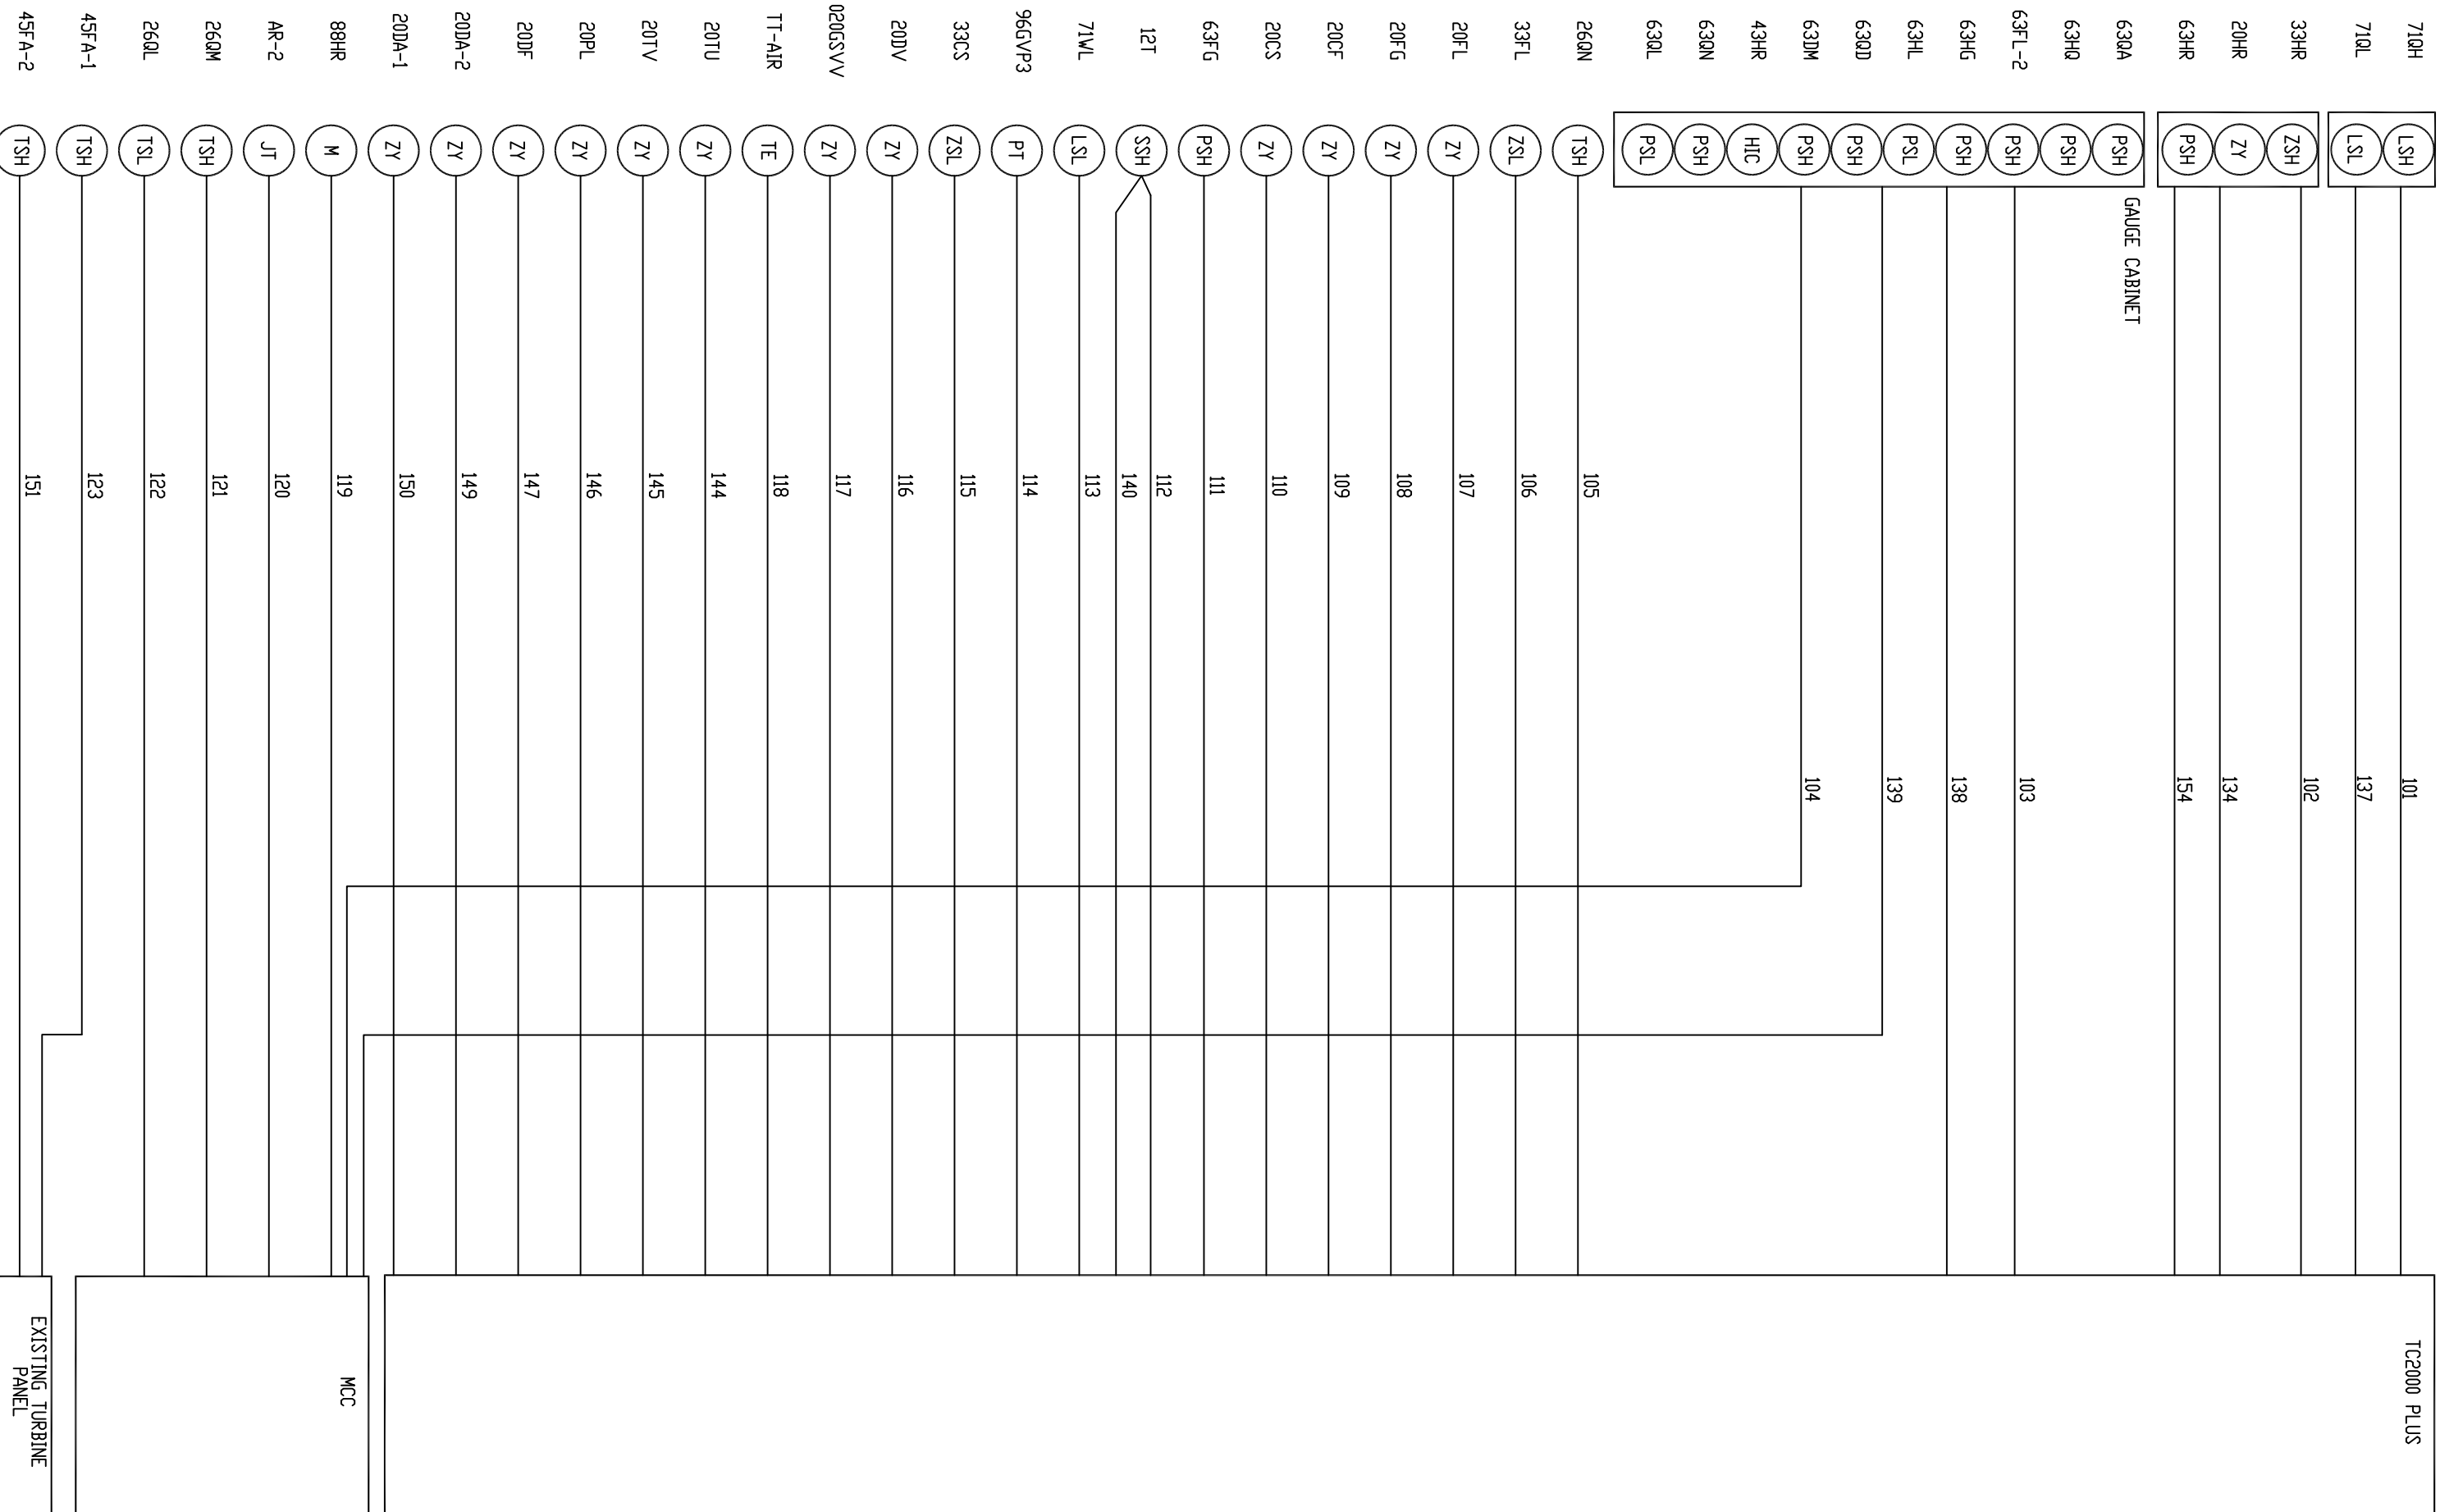 71QH
71QL
33HR
20HR
63HR
63QA
63HQ
63FL-2
63HG
63HL
63QD
63DM
43HR
63QN
63QL
26QN
33FL
20FL
20FG
20CF
20CS
63FG
12T
71WL
96GVP3
33CS
20DV
020GSVV
TT-AIR
20TU
20TV
20PL
20DF
20DA-2
20DA-1
88HR
AR-2
26QM
26QL
45FA-1
45FA-2
LSH
LSL
ZSH
ZY
PSH
PSH
PSH
PSH
PSH
PSL
PSH
PSH
HIC
PSH
PSL
TSH
ZSL
ZY
ZY
ZY
ZY
PSH
SSH
LSL
PT
ZSL
ZY
ZY
TE
ZY
ZY
ZY
ZY
ZY
ZY
M
JT
TSH
TSL
TSH
TSH
GAUGE CABINET
101
137
102
134
154
103
138
139
104
105
106
107
108
109
110
111
112
140
113
114
115
116
117
118
144
145
146
147
149
150
119
120
121
122
123
151
TC2000 PLUS
MCC
EXISTING TURBINE
PANEL